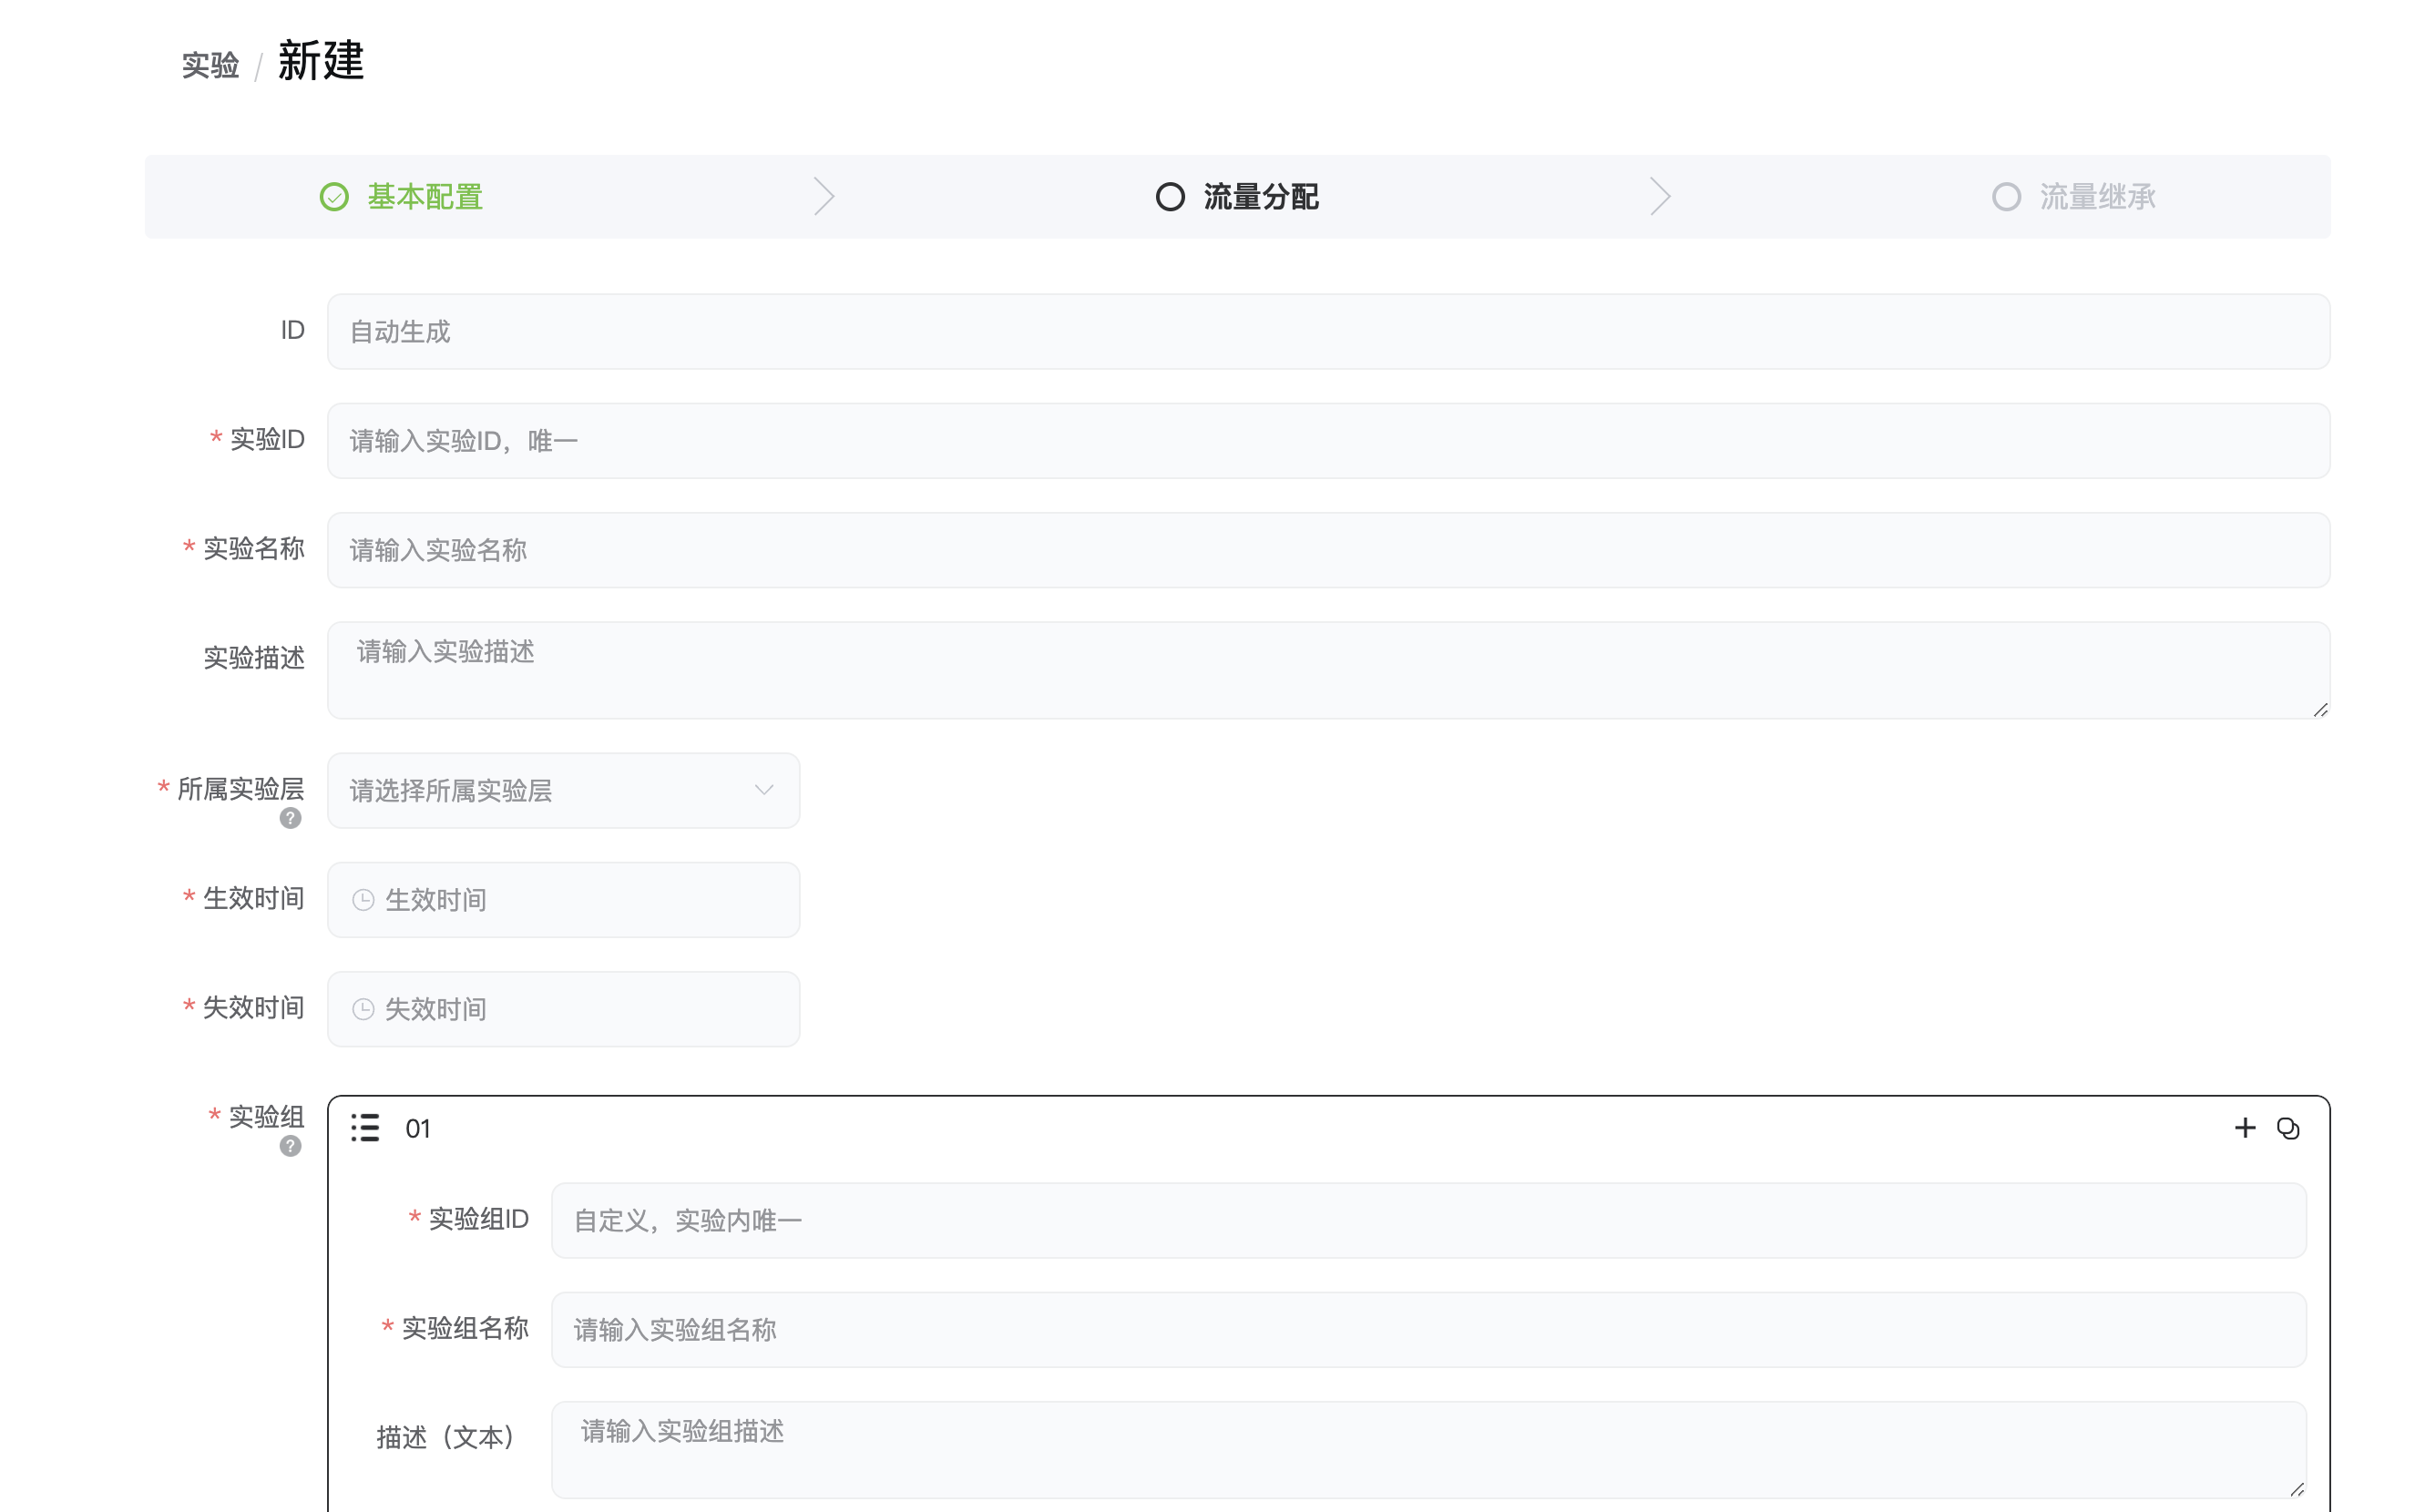 实验 / 新建
基本配置
流量分配
流量继承
ID
自动生成
* 实验ID
请输入实验ID，唯一
* 实验名称
请输入实验名称
实验描述
请输入实验描述
* 所属实验层
?
请选择所属实验层
* 生效时间
生效时间
* 失效时间
失效时间
* 实验组
?
01
* 实验组ID
自定义，实验内唯一
* 实验组名称
请输入实验组名称
描述（文本）
请输入实验组描述